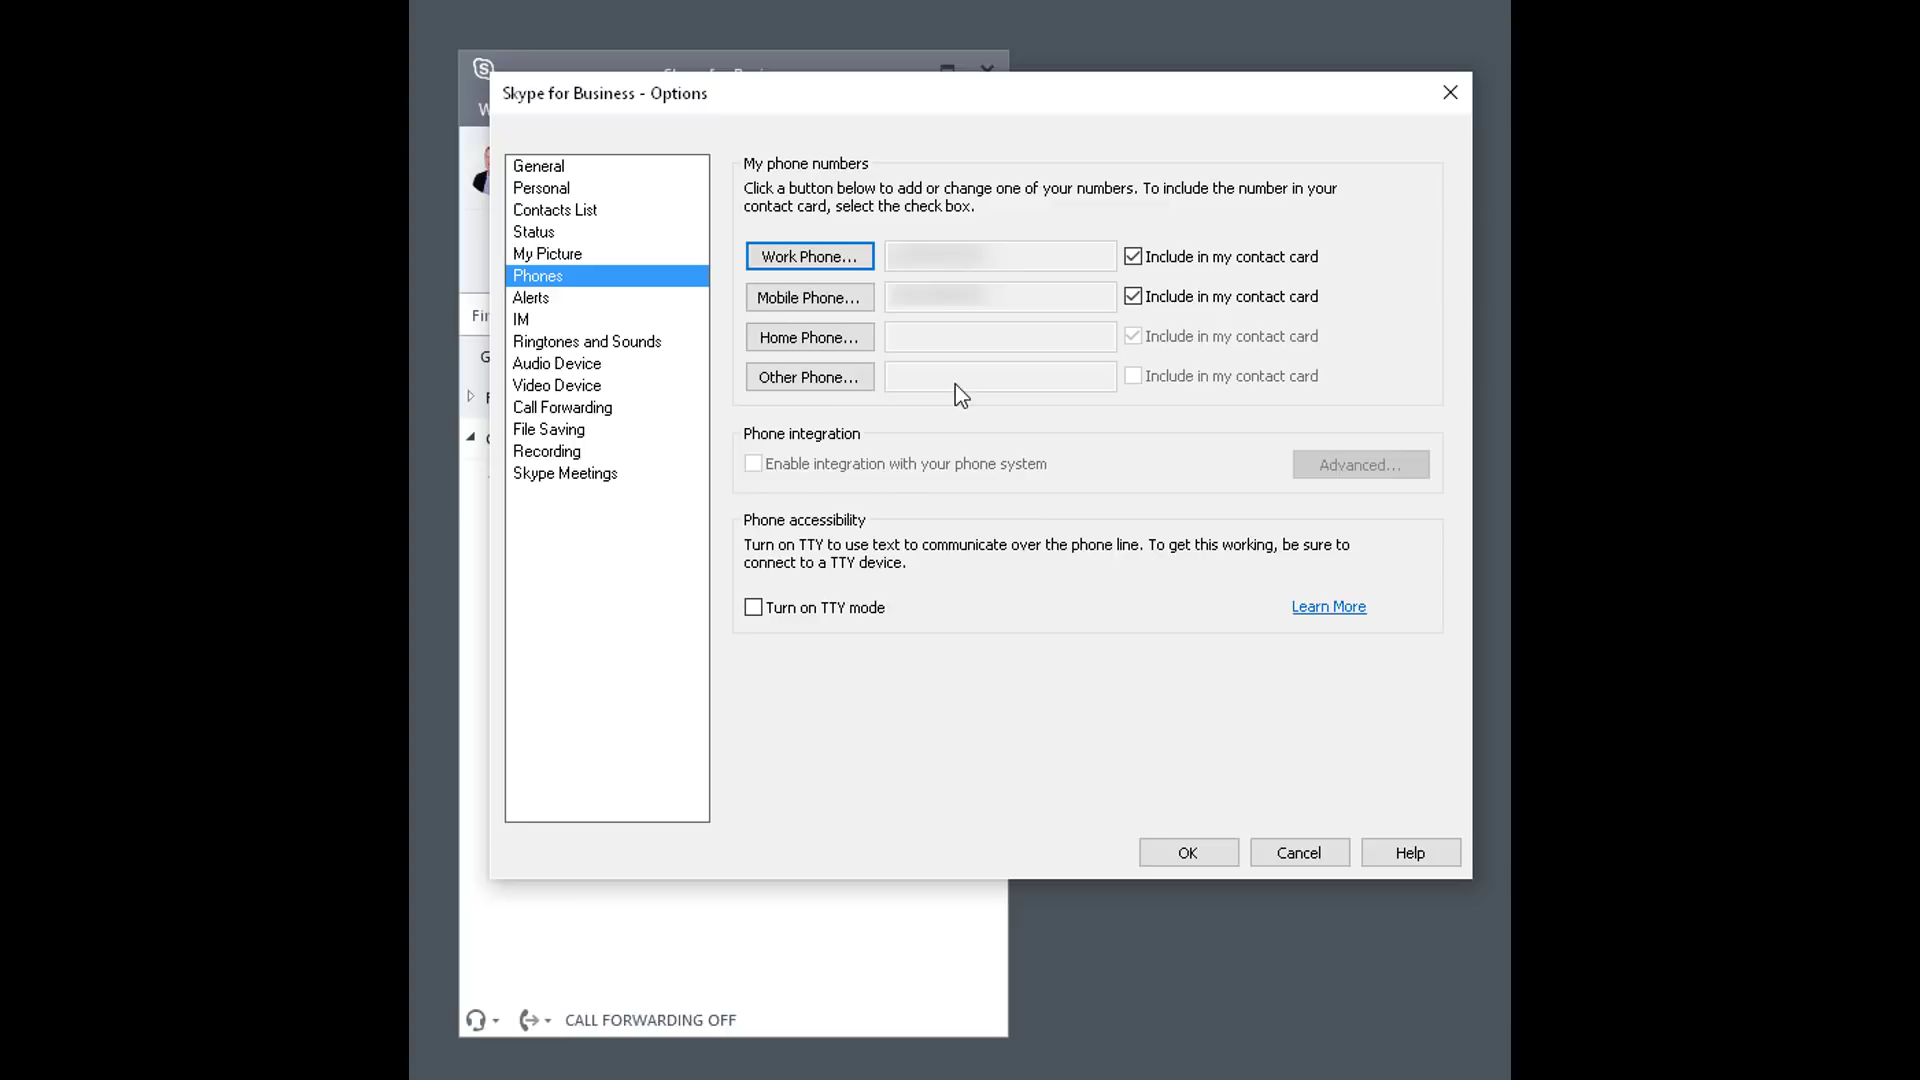 Skype for Business - Options
General
Personal
Contacts List
Status
My Picture
Phones
Alerts
IM
Ringtones and Sounds
Audio Device
Video Device
Call Forwarding
File Saving
Recording
Skype Meetings
My phone numbers
Click a button below to add or change one of your numbers. To include the number in your
contact card, select the check box.
Work Phone...
Include in my contact card
Mobile Phone...
Include in my contact card
Home Phone...
Include in my contact card
Other Phone...
Include in my contact card
Phone integration
Enable integration with your phone system
Advanced...
Phone accessibility
Turn on TTY to use text to communicate over the phone line. To get this working, be sure to
connect to a TTY device.
Turn on TTY mode
Learn More
OK
Cancel
Help
CALL FORWARDING OFF